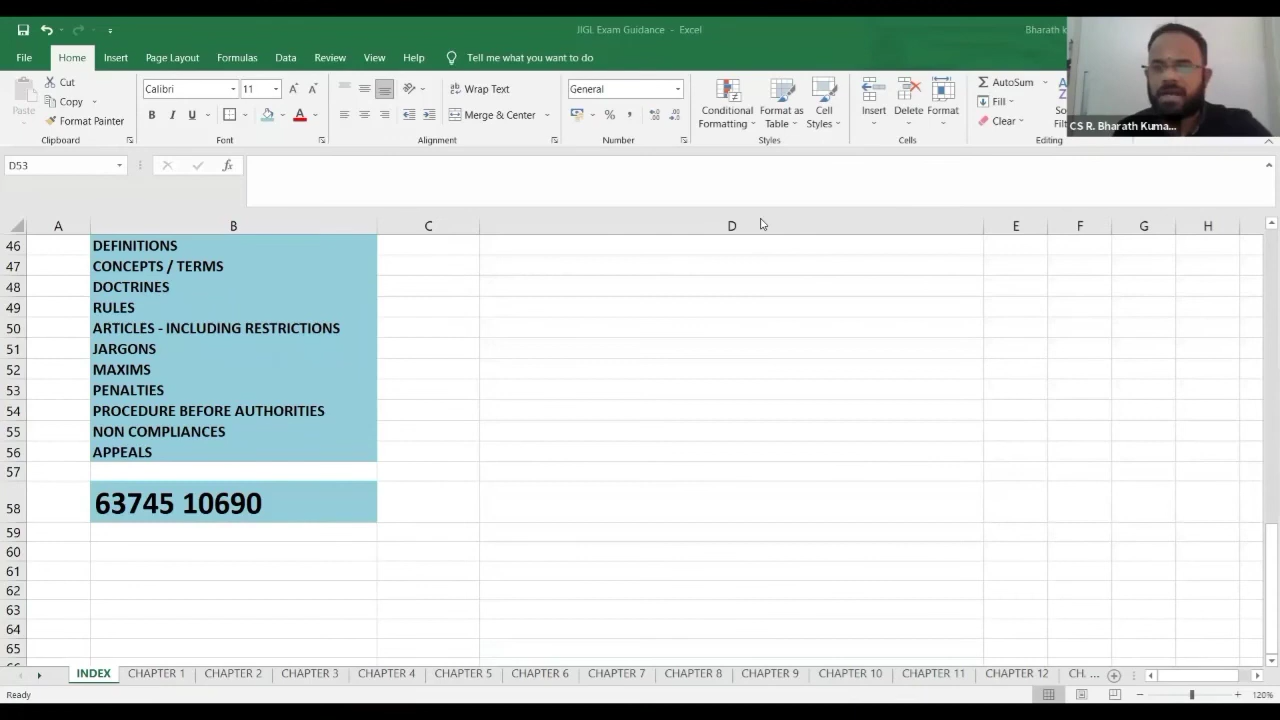 JIGL Exam Guidance - Excel
Bharath k
File Home Insert Page Layout Formulas Data Review View Help Tell me what you want to do
Cut
Copy
Format Painter
Paste
Clipboard
Calibri 11
B I U
Font
Wrap Text
Merge & Center
Alignment
General
Number
Conditional Formatting
Format as Table
Cell Styles
Styles
Insert Delete Format
Cells
AutoSum
Fill
Clear
Editing
CS R. Bharath Kuma...
D53
fx
A B C D E F G H
46 DEFINITIONS
47 CONCEPTS / TERMS
48 DOCTRINES
49 RULES
50 ARTICLES - INCLUDING RESTRICTIONS
51 JARGONS
52 MAXIMS
53 PENALTIES
54 PROCEDURE BEFORE AUTHORITIES
55 NON COMPLIANCES
56 APPEALS
57
58 63745 10690
59
60
61
62
63
64
65
INDEX CHAPTER 1 CHAPTER 2 CHAPTER 3 CHAPTER 4 CHAPTER 5 CHAPTER 6 CHAPTER 7 CHAPTER 8 CHAPTER 9 CHAPTER 10 CHAPTER 11 CHAPTER 12 CH. ...
Ready
120%